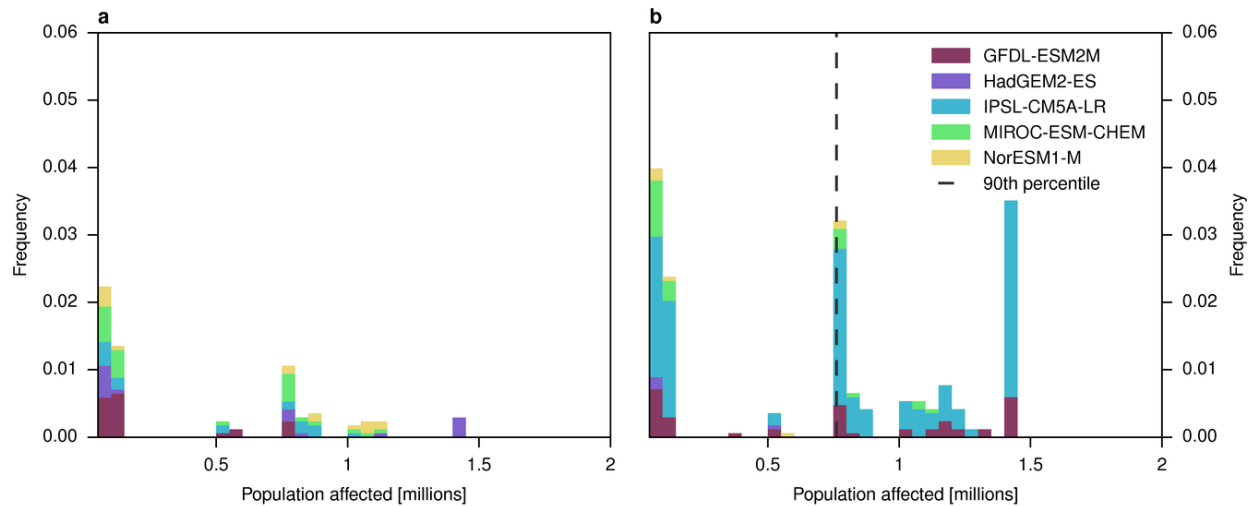 a
0.06
0.05
0.04
0.03
0.02
0.01
0.00
Frequency
0.5
1
1.5
2
Population affected [millions]
b
GFDL-ESM2M
HadGEM2-ES
IPSL-CM5A-LR
MIROC-ESM-CHEM
NorESM1-M
90th percentile
0.06
0.05
0.04
0.03
0.02
0.01
0.00
Frequency
0.5
1
1.5
2
Population affected [millions]